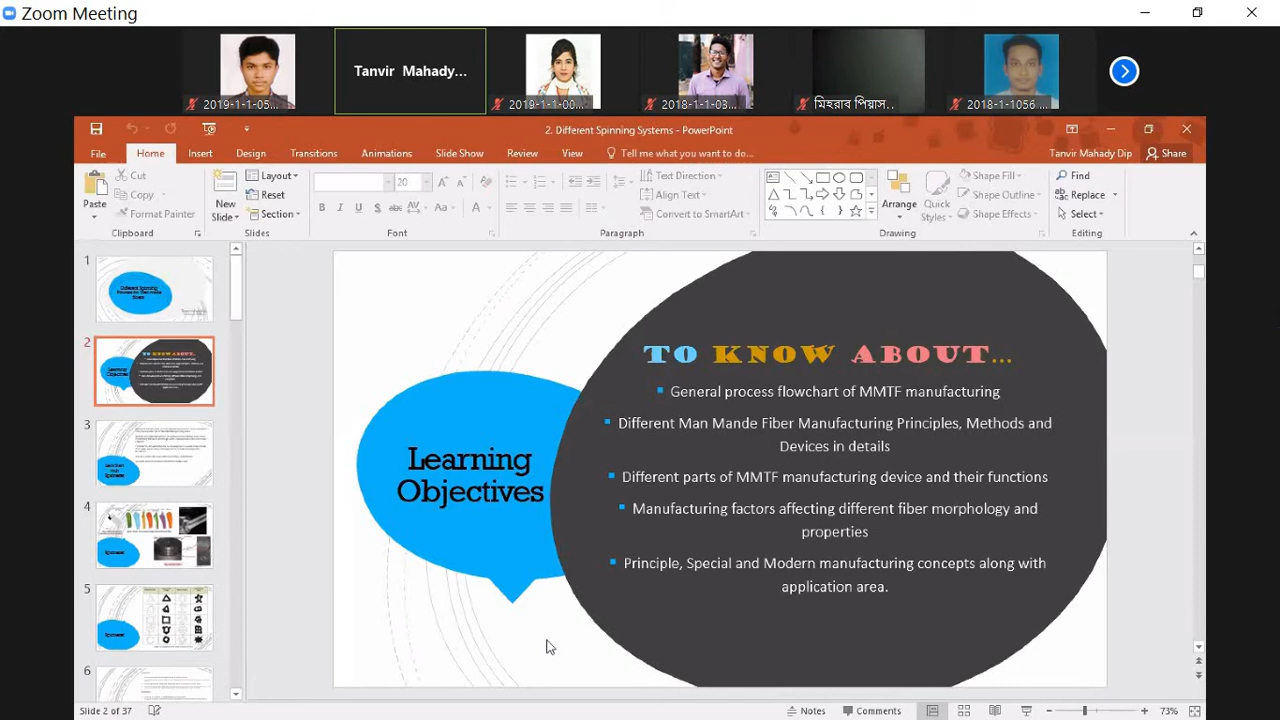 Zoom Meeting
Tanvir Mahady...
2019-1-1-05...
2019-1-1-00...
2018-1-1-03...
মিহরাব পিয়াস..
2018-1-1056 ...
2. Different Spinning Systems - PowerPoint
File Home Insert Design Transitions Animations Slide Show Review View Tell me what you want to do... Tanvir Mahady Dip Share
Paste Cut
Copy
Format Painter
Clipboard
New Slide
Layout
Reset
Section
Slides
20
Font
Text Direction
Align Text
Convert to SmartArt
Paragraph
Arrange
Quick Styles
Shape Fill
Shape Outline
Shape Effects
Drawing
Find
Replace
Select
Editing
1
2
3
4
5
6
Learning
Objectives
TO KNOW ABOUT...
General process flowchart of MMTF manufacturing
Different Man Mande Fiber Manufacturing Principles, Methods and
Devices in details
Different parts of MMTF manufacturing device and their functions
Manufacturing factors affecting different fiber morphology and
properties
Principle, Special and Modern manufacturing concepts along with
application area.
Slide 2 of 37
Notes Comments 73%